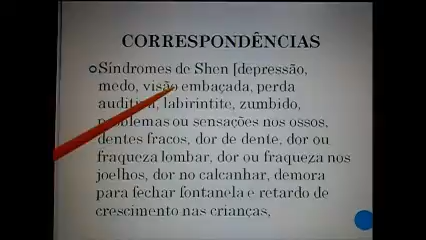 CORRESPONDÊNCIAS
Síndromes de Shen [depressão,
medo, visão embaçada, perda
auditiva, labirintite, zumbido,
problemas ou sensações nos ossos,
dentes fracos, dor de dente, dor ou
fraqueza lombar, dor ou fraqueza nos
joelhos, dor no calcanhar, demora
para fechar fontanela e retardo de
crescimento nas crianças,